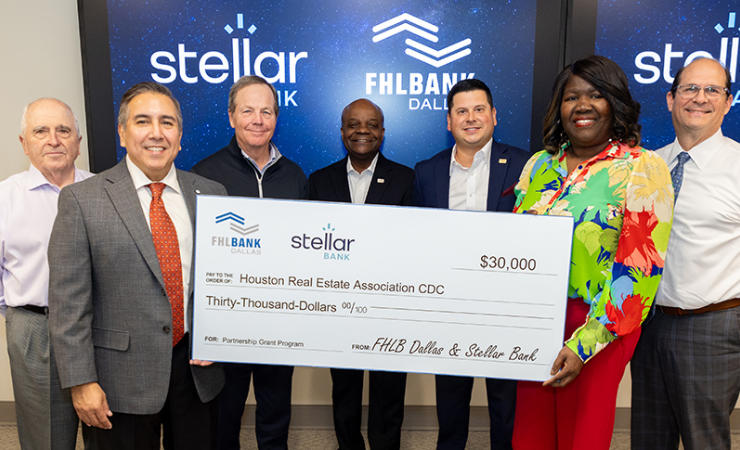 stellar
BANK
FHLBANK
DALLAS
stella
FHLBANK
DALLAS
stellar
BANK
$30,000
PAY TO THE
ORDER OF: Houston Real Estate Association CDC
Thirty-Thousand-Dollars 00/100
FOR: Partnership Grant Program
FROM: FHLB Dallas & Stellar Bank